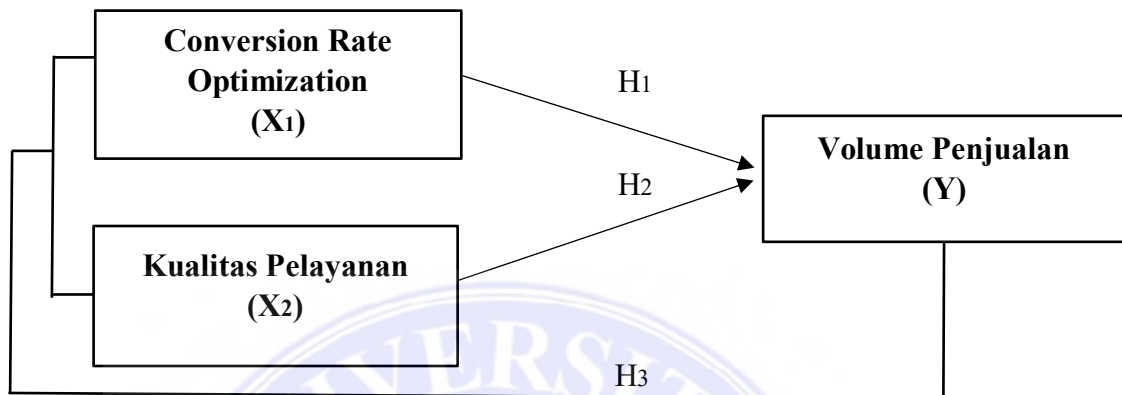 Conversion Rate
Optimization
(X1)
H1
Volume Penjualan
(Y)
H2
Kualitas Pelayanan
(X2)
H3